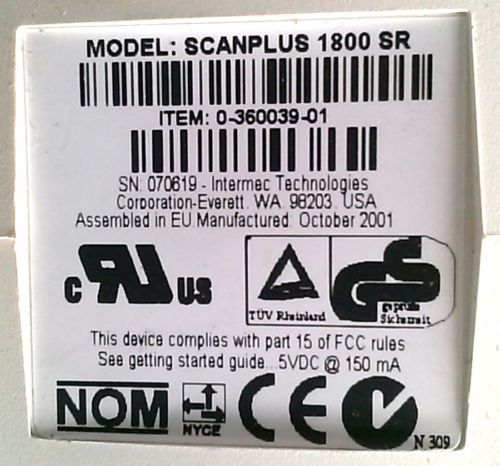 MODEL: SCANPLUS 1800 SR
ITEM: 0-360039-01
SN: 070619 - Intermec Technologies
Corporation-Everett, WA. 98203. USA
Assembled in EU.Manufactured: October 2001
c RU US
TÜV Rheinland
geprüfte
Sicherheit
This device complies with part 15 of FCC rules
See getting started guide...5VDC @ 150 mA
NOM NYCE CE N 309